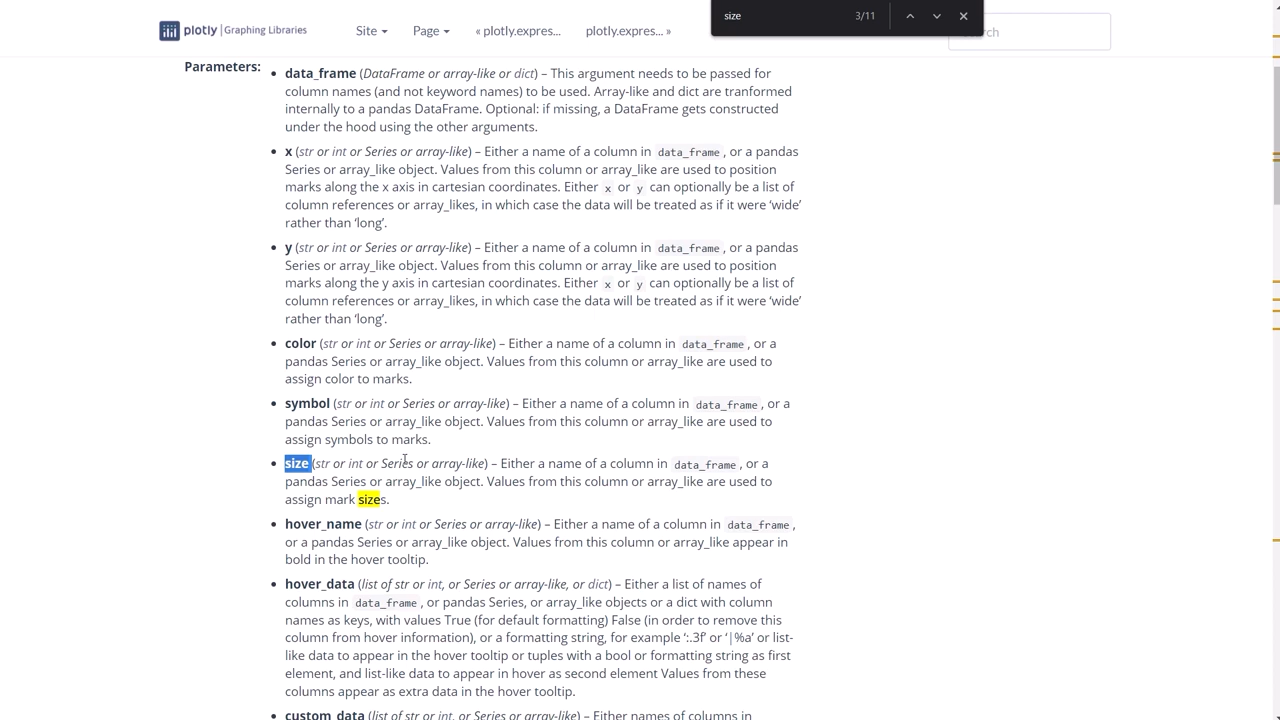 size 3/11
plotly | Graphing Libraries Site Page « plotly.expres... plotly.expres... » rch
Parameters:
• data_frame (DataFrame or array-like or dict) – This argument needs to be passed for
column names (and not keyword names) to be used. Array-like and dict are tranformed
internally to a pandas DataFrame. Optional: if missing, a DataFrame gets constructed
under the hood using the other arguments.
• x (str or int or Series or array-like) – Either a name of a column in data_frame, or a pandas
Series or array_like object. Values from this column or array_like are used to position
marks along the x axis in cartesian coordinates. Either x or y can optionally be a list of
column references or array_likes, in which case the data will be treated as if it were ‘wide’
rather than ‘long’.
• y (str or int or Series or array-like) – Either a name of a column in data_frame, or a pandas
Series or array_like object. Values from this column or array_like are used to position
marks along the y axis in cartesian coordinates. Either x or y can optionally be a list of
column references or array_likes, in which case the data will be treated as if it were ‘wide’
rather than ‘long’.
• color (str or int or Series or array-like) – Either a name of a column in data_frame, or a
pandas Series or array_like object. Values from this column or array_like are used to
assign color to marks.
• symbol (str or int or Series or array-like) – Either a name of a column in data_frame, or a
pandas Series or array_like object. Values from this column or array_like are used to
assign symbols to marks.
• size (str or int or Series or array-like) – Either a name of a column in data_frame, or a
pandas Series or array_like object. Values from this column or array_like are used to
assign mark sizes.
• hover_name (str or int or Series or array-like) – Either a name of a column in data_frame,
or a pandas Series or array_like object. Values from this column or array_like appear in
bold in the hover tooltip.
• hover_data (list of str or int, or Series or array-like, or dict) – Either a list of names of
columns in data_frame, or pandas Series, or array_like objects or a dict with column
names as keys, with values True (for default formatting) False (in order to remove this
column from hover information), or a formatting string, for example ‘:.3f’ or ‘|%a’ or list-
like data to appear in the hover tooltip or tuples with a bool or formatting string as first
element, and list-like data to appear in hover as second element Values from these
columns appear as extra data in the hover tooltip.
• custom_data (list of str or int, or Series or array-like) – Either names of columns in